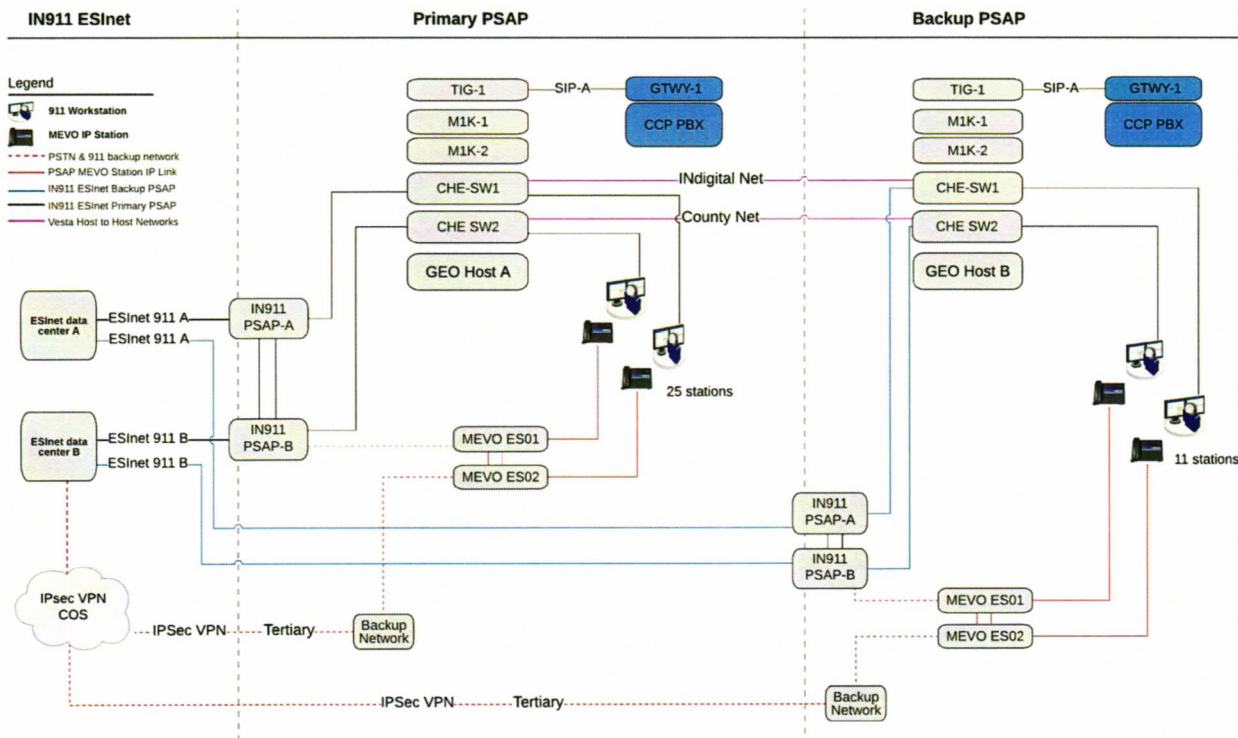 IN911 ESInet
Primary PSAP
Backup PSAP
Legend
911 Workstation
MEVO IP Station
PSTN & 911 backup network
PSAP MEVO Station IP Link
IN911 ESInet Backup PSAP
IN911 ESInet Primary PSAP
Vesta Host to Host Networks
TIG-1
SIP-A
GTWY-1
CCP PBX
M1K-1
M1K-2
CHE-SW1
CHE SW2
GEO Host A
INdigital Net
County Net
TIG-1
SIP-A
GTWY-1
CCP PBX
M1K-1
M1K-2
CHE-SW1
CHE SW2
GEO Host B
ESInet data
center A
ESInet 911 A
ESInet 911 A
IN911
PSAP-A
ESInet data
center B
ESInet 911 B
ESInet 911 B
IN911
PSAP-B
MEVO ES01
MEVO ES02
25 stations
11 stations
IN911
PSAP-A
IN911
PSAP-B
MEVO ES01
MEVO ES02
IPsec VPN
COS
IPSec VPN
Tertiary
Backup
Network
IPSec VPN
Tertiary
Backup
Network